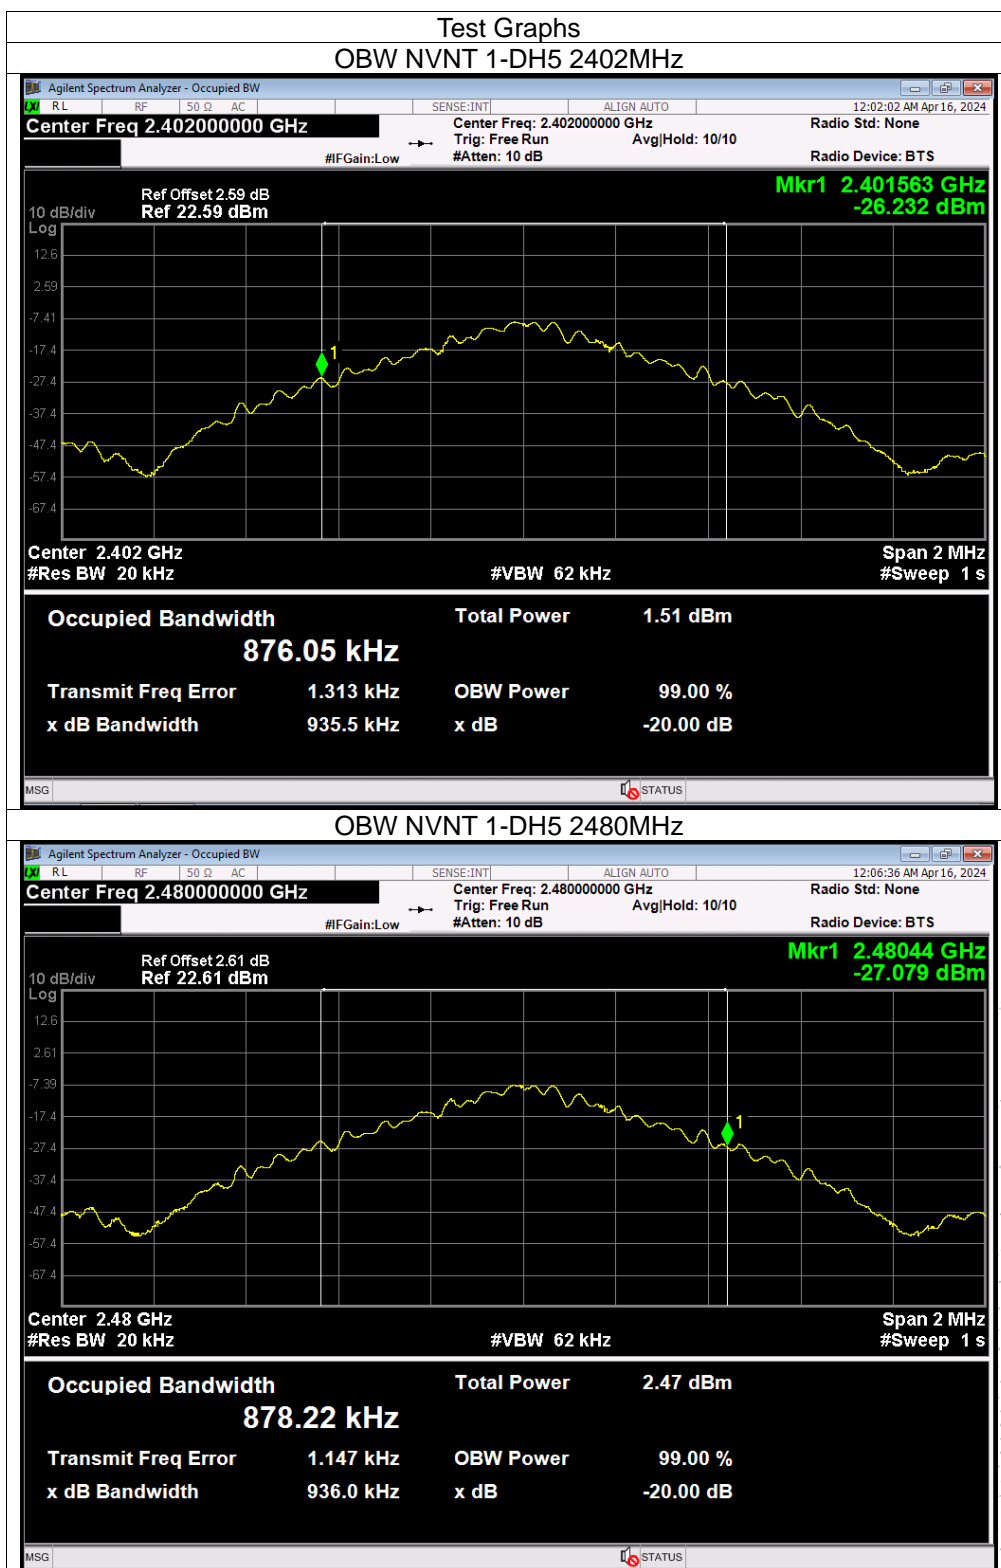 Test Graphs
OBW NVNT 1-DH5 2402MHz
Agilent Spectrum Analyzer - Occupied BW
LXI RL RF 50 Ω AC SENSE:INT ALIGN AUTO 12:02:02 AM Apr 16, 2024
Center Freq 2.402000000 GHz Center Freq: 2.402000000 GHz Radio Std: None
Trig: Free Run Avg|Hold: 10/10
#IFGain:Low #Atten: 10 dB Radio Device: BTS
Mkr1 2.401563 GHz
-26.232 dBm
Ref Offset 2.59 dB
10 dB/div Ref 22.59 dBm
Log
12.6
2.59
-7.41
-17.4
-27.4
-37.4
-47.4
-57.4
-67.4
1
Center 2.402 GHz Span 2 MHz
#Res BW 20 kHz #VBW 62 kHz #Sweep 1 s
Occupied Bandwidth Total Power 1.51 dBm
876.05 kHz
Transmit Freq Error 1.313 kHz OBW Power 99.00 %
x dB Bandwidth 935.5 kHz x dB -20.00 dB
MSG STATUS
OBW NVNT 1-DH5 2480MHz
Agilent Spectrum Analyzer - Occupied BW
LXI RL RF 50 Ω AC SENSE:INT ALIGN AUTO 12:06:36 AM Apr 16, 2024
Center Freq 2.480000000 GHz Center Freq: 2.480000000 GHz Radio Std: None
Trig: Free Run Avg|Hold: 10/10
#IFGain:Low #Atten: 10 dB Radio Device: BTS
Mkr1 2.48044 GHz
-27.079 dBm
Ref Offset 2.61 dB
10 dB/div Ref 22.61 dBm
Log
12.6
2.61
-7.39
-17.4
-27.4
-37.4
-47.4
-57.4
-67.4
1
Center 2.48 GHz Span 2 MHz
#Res BW 20 kHz #VBW 62 kHz #Sweep 1 s
Occupied Bandwidth Total Power 2.47 dBm
878.22 kHz
Transmit Freq Error 1.147 kHz OBW Power 99.00 %
x dB Bandwidth 936.0 kHz x dB -20.00 dB
MSG STATUS